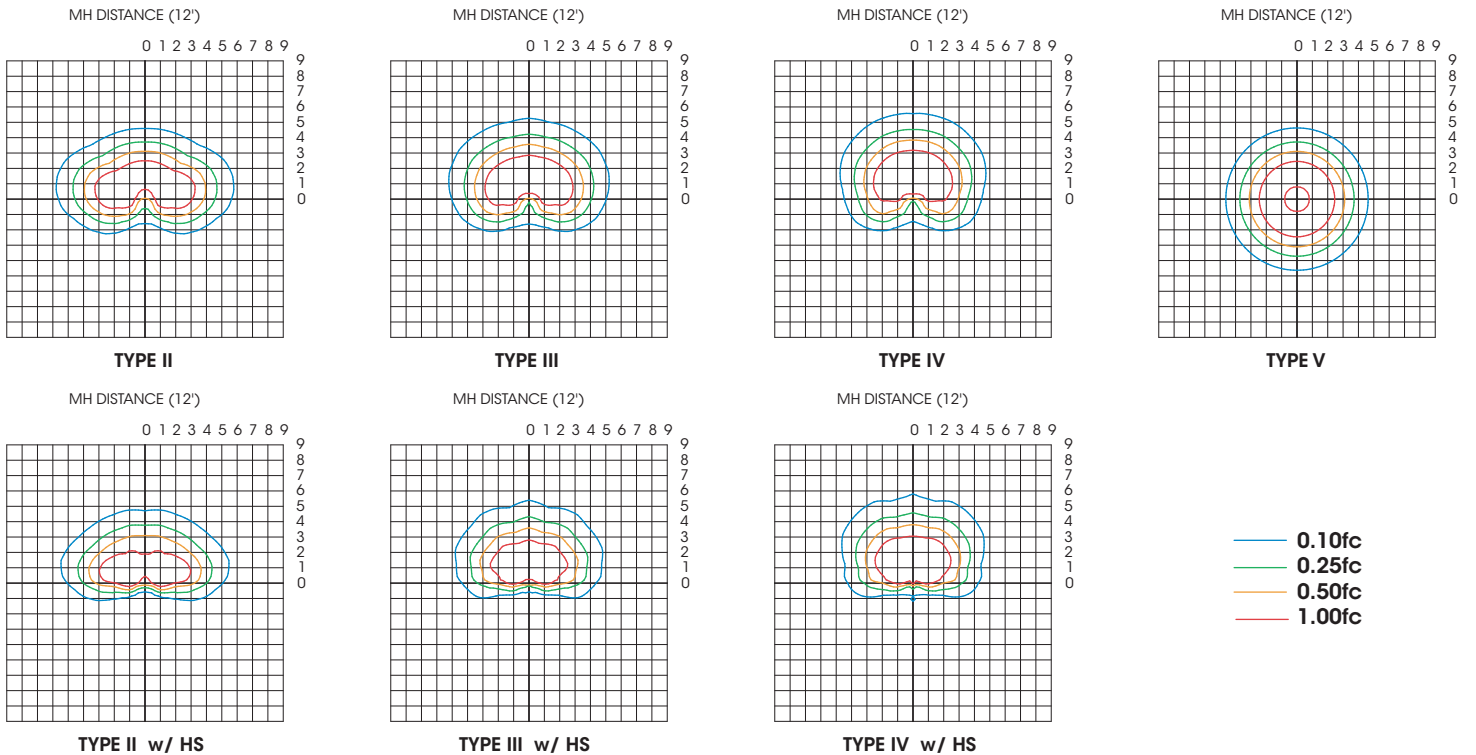 MH DISTANCE (12')
0 1 2 3 4 5 6 7 8 9
9
8
7
6
5
4
3
2
1
0
TYPE II
MH DISTANCE (12')
0 1 2 3 4 5 6 7 8 9
9
8
7
6
5
4
3
2
1
0
TYPE III
MH DISTANCE (12')
0 1 2 3 4 5 6 7 8 9
9
8
7
6
5
4
3
2
1
0
TYPE IV
MH DISTANCE (12')
0 1 2 3 4 5 6 7 8 9
9
8
7
6
5
4
3
2
1
0
TYPE V
MH DISTANCE (12')
0 1 2 3 4 5 6 7 8 9
9
8
7
6
5
4
3
2
1
0
TYPE II w/ HS
MH DISTANCE (12')
0 1 2 3 4 5 6 7 8 9
9
8
7
6
5
4
3
2
1
0
TYPE III w/ HS
MH DISTANCE (12')
0 1 2 3 4 5 6 7 8 9
9
8
7
6
5
4
3
2
1
0
TYPE IV w/ HS
0.10fc
0.25fc
0.50fc
1.00fc